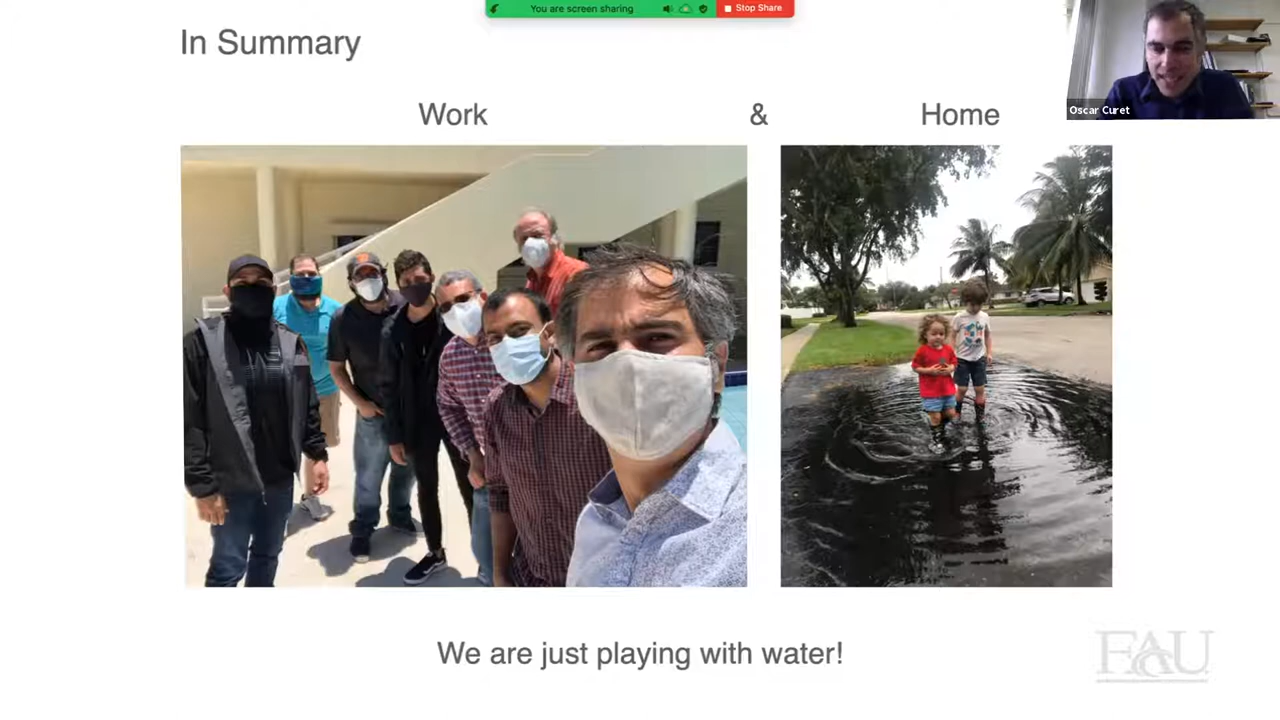 You are screen sharing
Stop Share
In Summary
Oscar Curet
Work & Home
We are just playing with water!
FAU